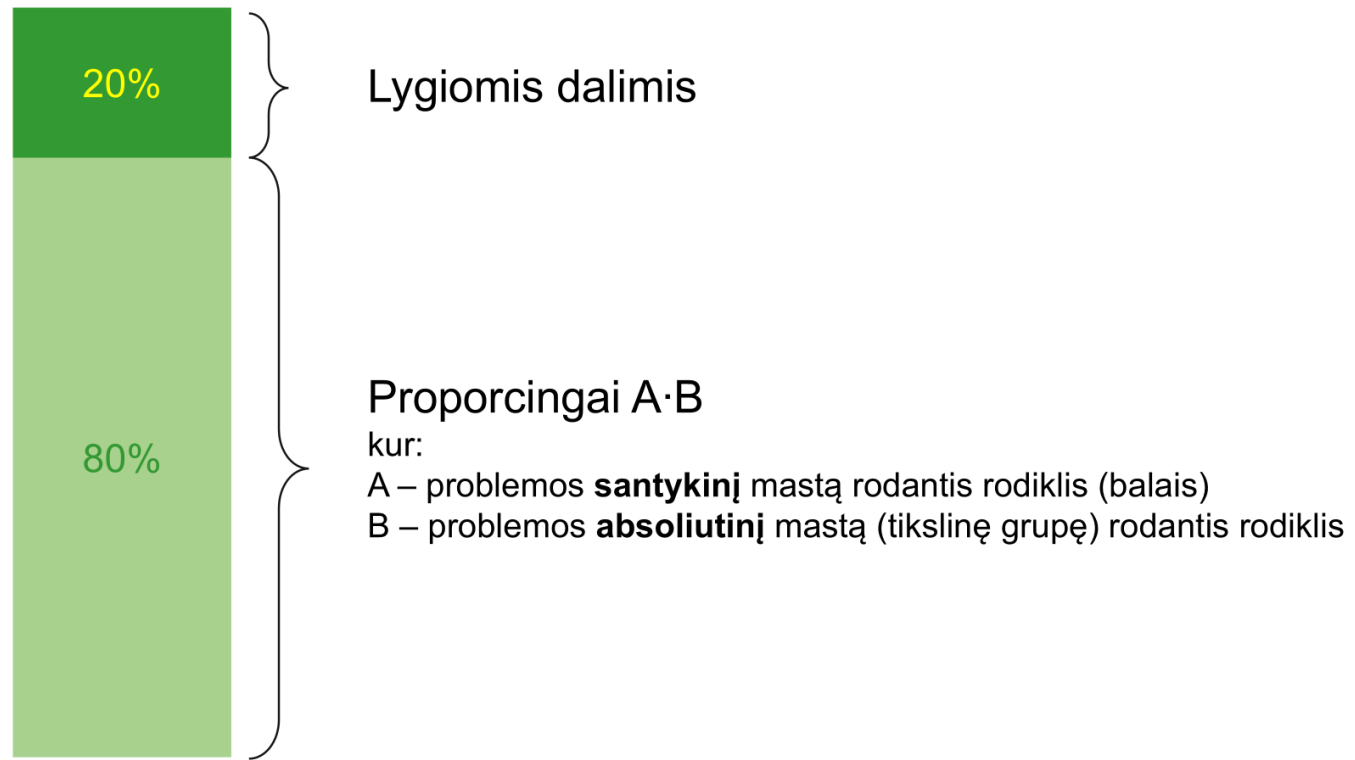 20%
Lygiomis dalimis
80%
Proporcingai A·B
kur:
A – problemos santykinį mastą rodantis rodiklis (balais)
B – problemos absoliutinį mastą (tikslinę grupę) rodantis rodiklis